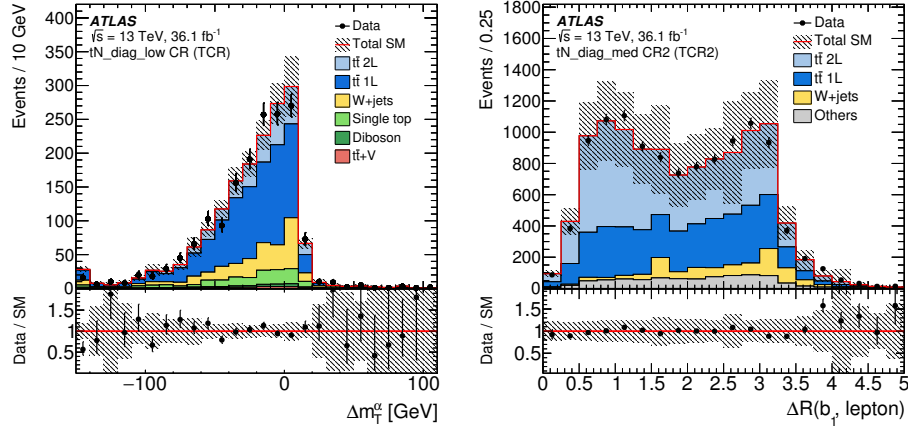 ATLAS
√s = 13 TeV, 36.1 fb⁻¹
tN_diag_low CR (TCR)
Data
Total SM
tt̄ 2L
tt̄ 1L
W+jets
Single top
Diboson
tt̄+V
Events / 10 GeV
400
350
300
250
200
150
100
50
0
Data / SM
1.5
1
0.5
−100
0
100
Δm_T^α [GeV]
ATLAS
√s = 13 TeV, 36.1 fb⁻¹
tN_diag_med CR2 (TCR2)
Data
Total SM
tt̄ 2L
tt̄ 1L
W+jets
Others
Events / 0.25
1800
1600
1400
1200
1000
800
600
400
200
0
Data / SM
1.5
1
0.5
0 0.5 1 1.5 2 2.5 3 3.5 4 4.5 5
ΔR(b₁, lepton)